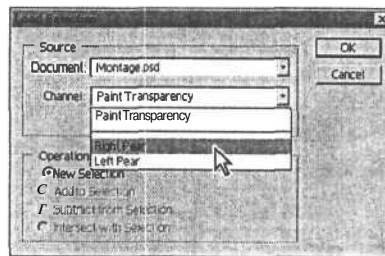 Source
OK
Document: Montage.psd
Cancel
Channel: Paint Transparency
Paint Transparency
Right Pear
Left Pear
Operation
New Selection
C Add to Selection
Γ Subtract from Selection
C Intersect with Selection